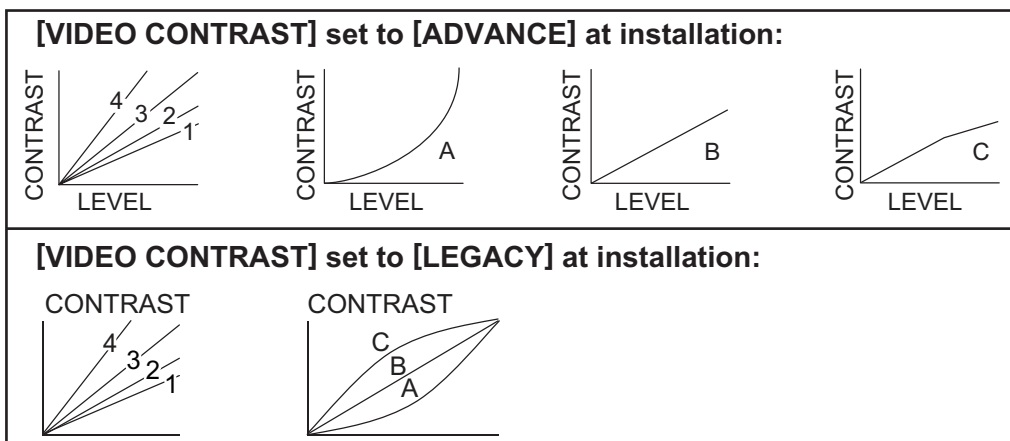 [VIDEO CONTRAST] set to [ADVANCE] at installation:
CONTRAST
4
3
2
1
LEVEL
CONTRAST
A
LEVEL
CONTRAST
B
LEVEL
CONTRAST
C
LEVEL
[VIDEO CONTRAST] set to [LEGACY] at installation:
CONTRAST
4
3
2
1
CONTRAST
C
B
A